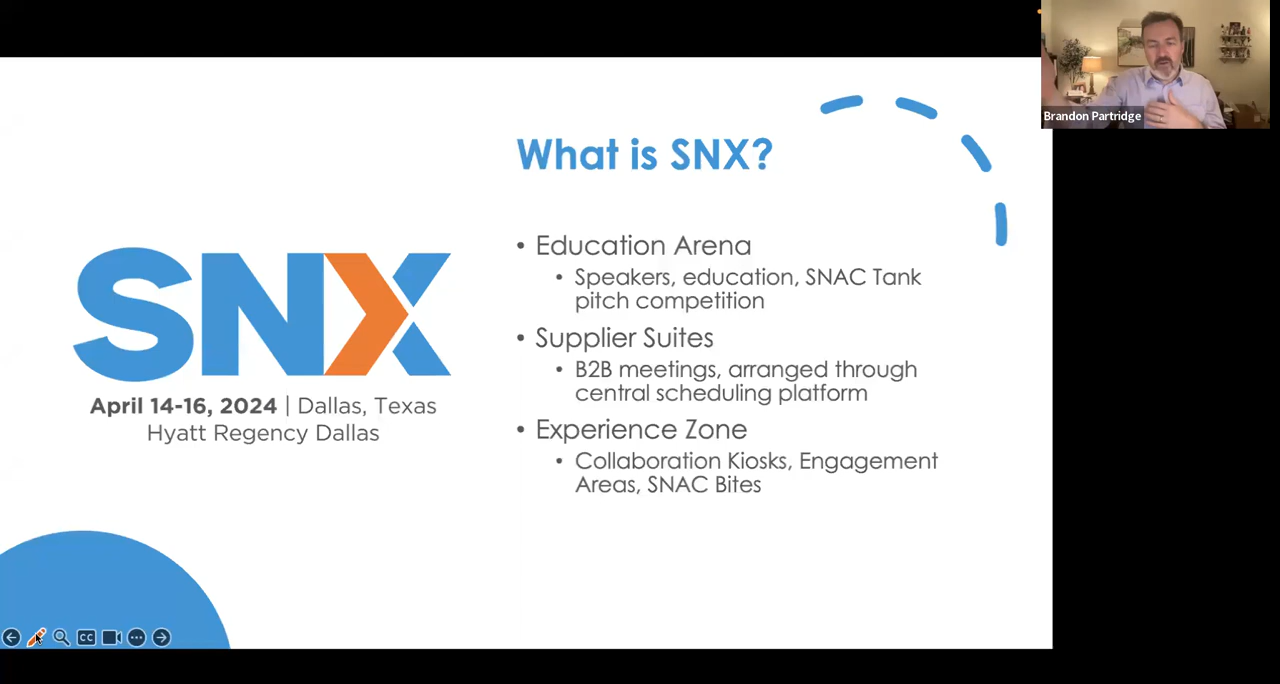 Brandon Partridge
What is SNX?
SNX
April 14-16, 2024 | Dallas, Texas
Hyatt Regency Dallas
• Education Arena
• Speakers, education, SNAC Tank
pitch competition
• Supplier Suites
• B2B meetings, arranged through
central scheduling platform
• Experience Zone
• Collaboration Kiosks, Engagement
Areas, SNAC Bites
CC